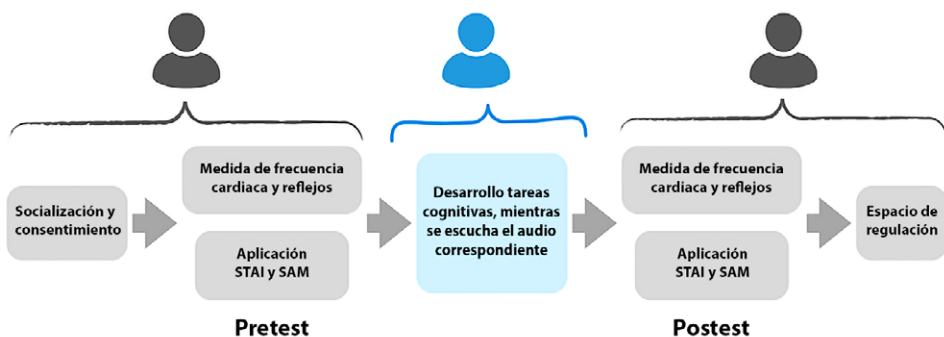 Socialización y
consentimiento
Medida de frecuencia
cardiaca y reflejos
Aplicación
STAI y SAM
Desarrollo tareas
cognitivas, mientras
se escucha el audio
correspondiente
Medida de frecuencia
cardiaca y reflejos
Aplicación
STAI y SAM
Espacio de
regulación
Pretest
Postest